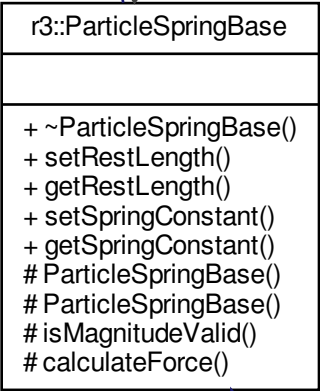 r3::ParticleSpringBase
+ ~ParticleSpringBase()
+ setRestLength()
+ getRestLength()
+ setSpringConstant()
+ getSpringConstant()
# ParticleSpringBase()
# ParticleSpringBase()
# isMagnitudeValid()
# calculateForce()